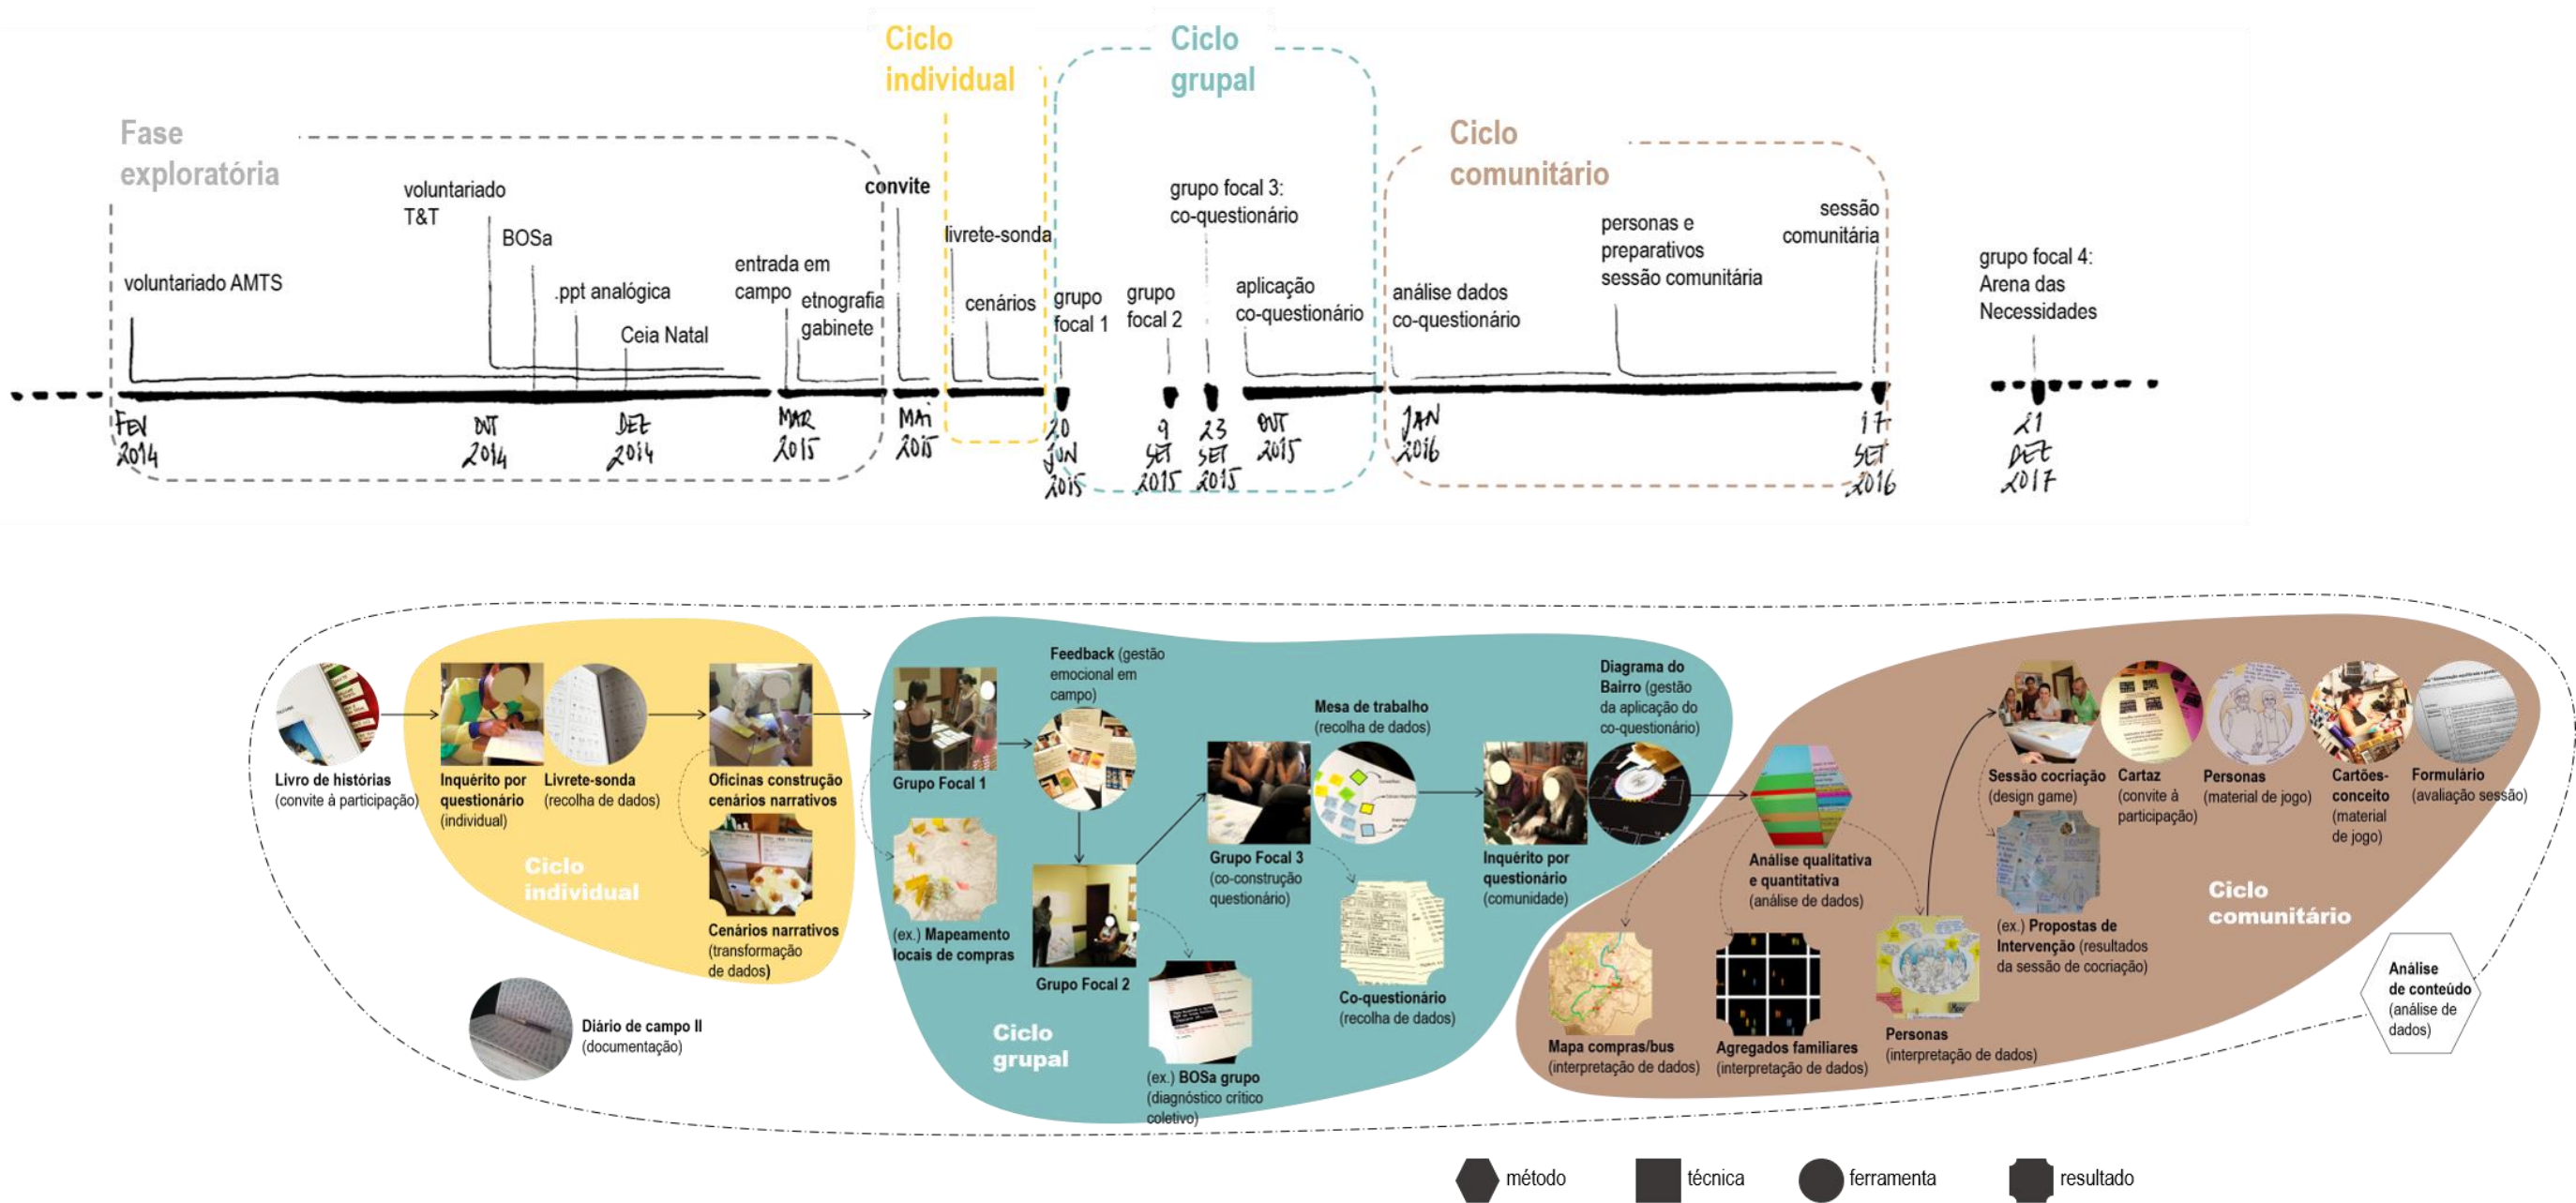 Ciclo
individual
Ciclo
grupal
Fase
exploratória
Ciclo
comunitário
voluntariado
T&T
convite
grupo focal 3:
co-questionário
BOSa
livrete-sonda
personas e
preparativos
sessão comunitária
sessão
comunitária
voluntariado AMTS
.ppt analógica
Ceia Natal
entrada em
campo
etnografia
gabinete
cenários
grupo
focal 1
grupo
focal 2
aplicação
co-questionário
análise dados
co-questionário
grupo focal 4:
Arena das
Necessidades
FEV
2014
OUT
2014
DEZ
2014
MAR
2015
MAI
2015
20
JUN
2015
9
SET
2015
23
SET
2015
OUT
2015
JAN
2016
17
SET
2016
21
DEZ
2017
Livro de histórias
(convite à participação)
Inquérito por
questionário
(individual)
Livrete-sonda
(recolha de dados)
Oficinas construção
cenários narrativos
Ciclo
individual
Cenários narrativos
(transformação
de dados)
Diário de campo II
(documentação)
Grupo Focal 1
Feedback (gestão
emocional em
campo)
(ex.) Mapeamento
locais de compras
Grupo Focal 2
Ciclo
grupal
(ex.) BOSa grupo
(diagnóstico crítico
coletivo)
Grupo Focal 3
(co-construção
questionário)
Mesa de trabalho
(recolha de dados)
Co-questionário
(recolha de dados)
Inquérito por
questionário
(comunidade)
Diagrama do
Bairro (gestão
da aplicação do
co-questionário)
Análise qualitativa
e quantitativa
(análise de dados)
Mapa compras/bus
(interpretação de dados)
Agregados familiares
(interpretação de dados)
Personas
(interpretação de dados)
Sessão cocriação
(design game)
Cartaz
(convite à
participação)
Personas
(material de jogo)
Cartões-
conceito
(material
de jogo)
Formulário
(avaliação sessão)
(ex.) Propostas de
Intervenção (resultados
da sessão de cocriação)
Ciclo
comunitário
Análise
de conteúdo
(análise de
dados)
método
técnica
ferramenta
resultado